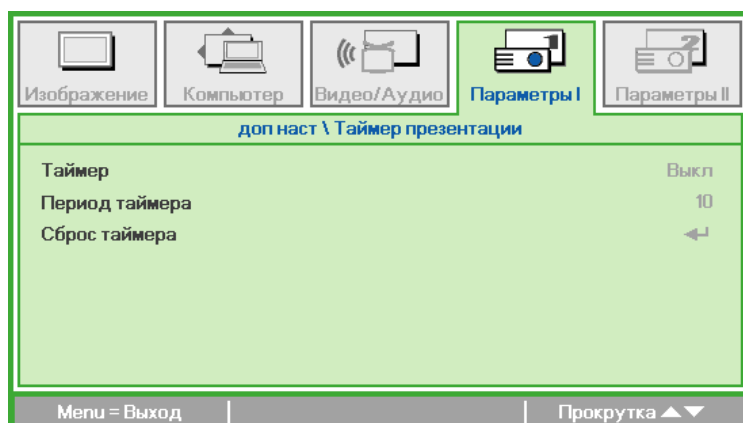 Изображение
Компьютер
Видео/Аудио
Параметры I
Параметры II
доп наст \ Таймер презентации
Таймер Выкл
Период таймера 10
Сброс таймера
Menu = Выход Прокрутка ▲▼